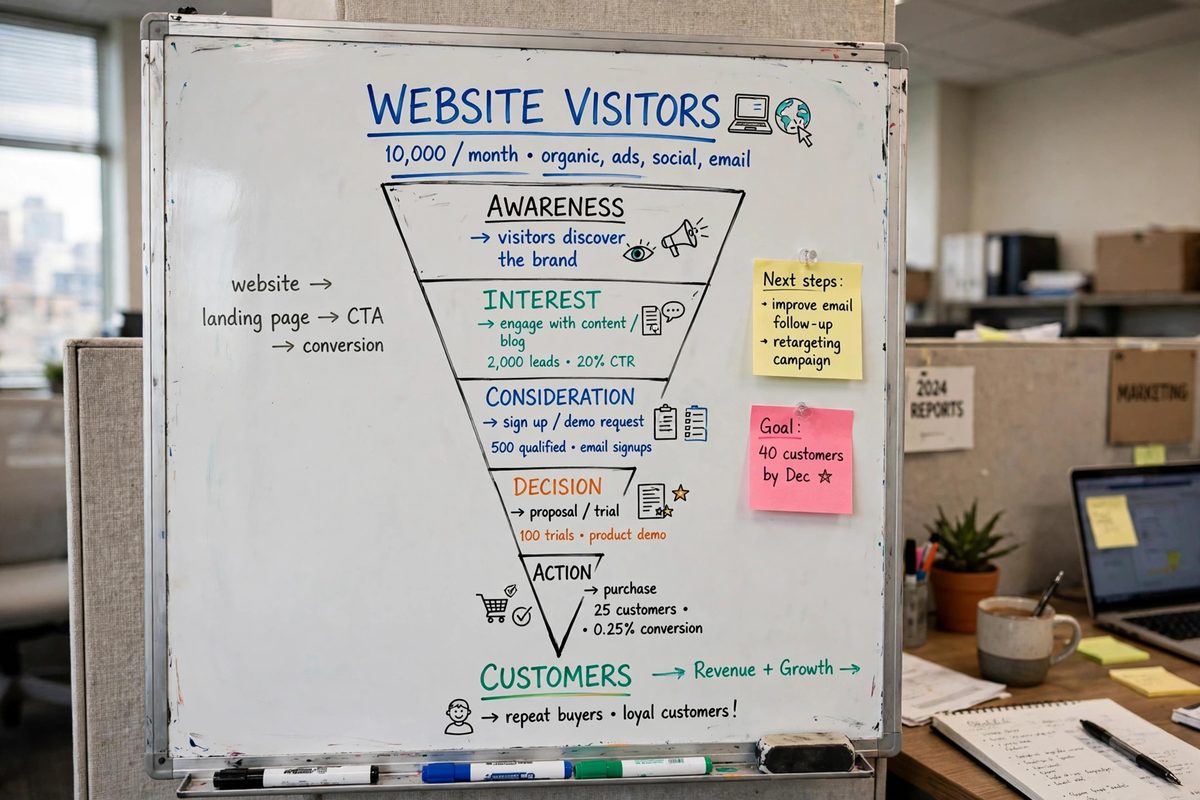 WEBSITE VISITORS
10,000 / month • organic, ads, social, email
AWARENESS
→ visitors discover
the brand
website →
landing page → CTA
→ conversion
INTEREST
→ engage with content /
blog
2,000 leads • 20% CTR
CONSIDERATION
→ sign up / demo request
500 qualified • email signups
DECISION
→ proposal / trial
100 trials • product demo
ACTION
→ purchase
25 customers •
• 0.25% conversion
CUSTOMERS → Revenue + Growth →
→ repeat buyers • loyal customers!
Next steps:
→ improve email
follow-up
→ retargeting
campaign
Goal:
40 customers
by Dec ☆
2024
REPORTS
MARKETING